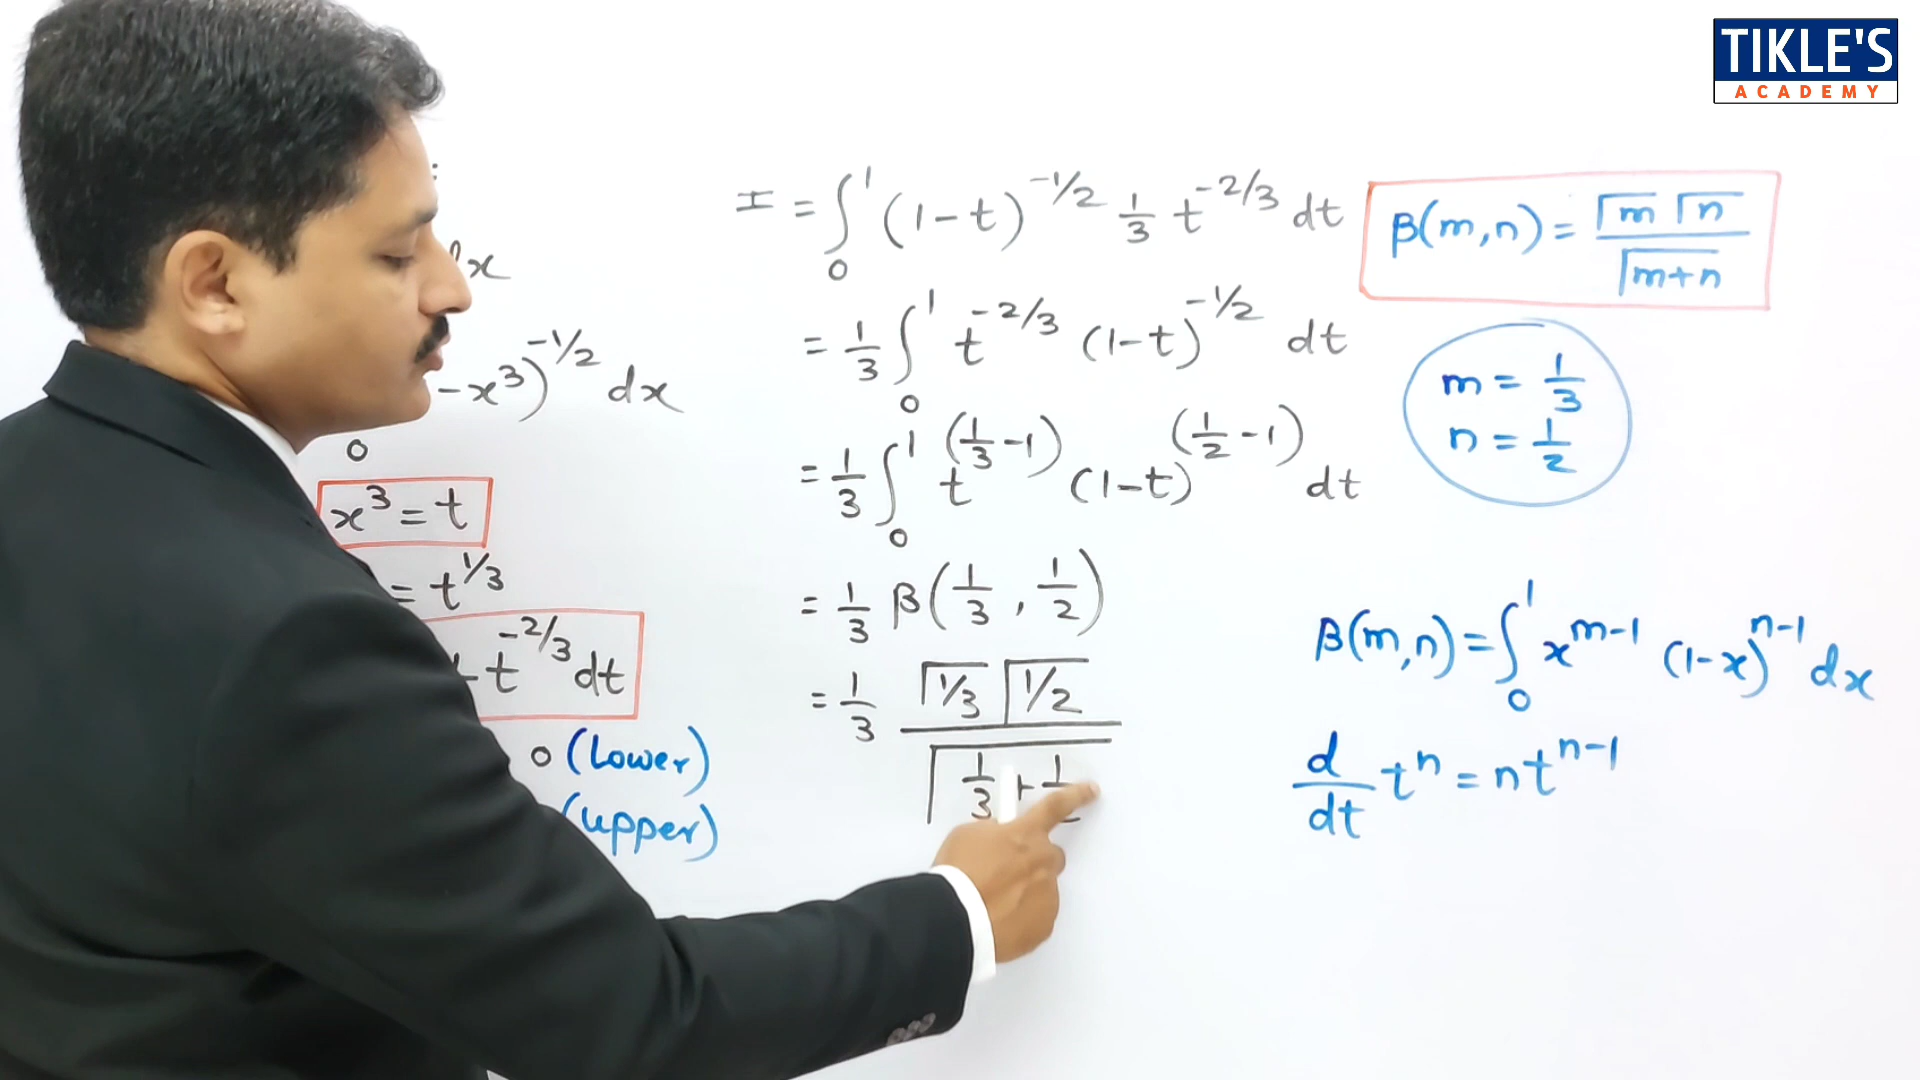 TIKLE'S
ACADEMY
dx
-x³)^-1/2 dx
0
x³ = t
= t^1/3
t^-2/3 dt
0 (Lower)
(upper)
I = ∫₀¹ (1-t)^-1/2 1/3 t^-2/3 dt
= 1/3 ∫₀¹ t^-2/3 (1-t)^-1/2 dt
= 1/3 ∫₀¹ t^(1/3 -1) (1-t)^(1/2 -1) dt
= 1/3 β(1/3, 1/2)
= 1/3 Γ1/3 Γ1/2 / Γ1/3 + 1/2
β(m,n) = Γm Γn / Γm+n
m = 1/3
n = 1/2
β(m,n) = ∫₀¹ x^m-1 (1-x)^n-1 dx
d/dt t^n = n t^n-1